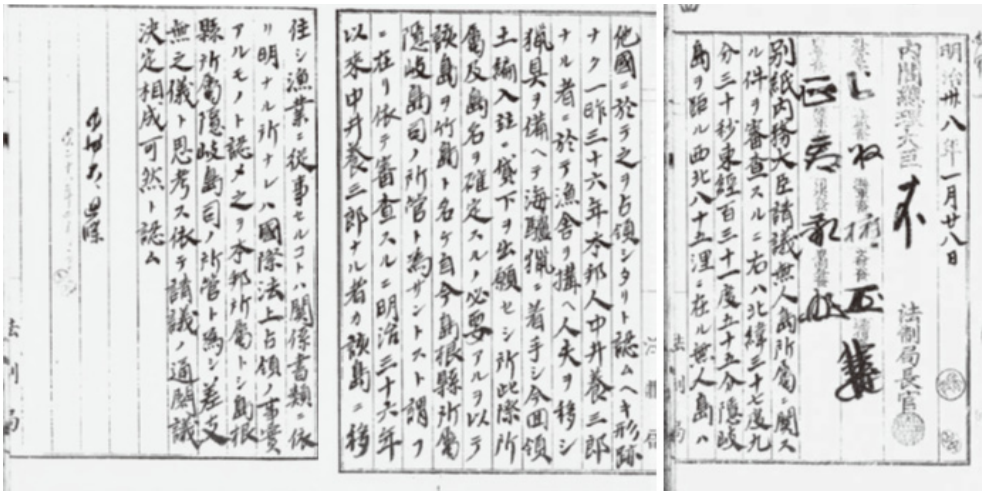 明治卅八年一月廿八日
内閣總理大臣
法制局長官
別紙内務大臣請議無人島所屬ニ關ス
ル件ヲ審査スルニ右ハ北緯三十七度九
分三十秒東經百三十一度五十五分隱岐
島ヲ距ル西北八十五浬ニ在ル無人島ハ
他國ニ於テ之ヲ占領シタリト認ムヘキ形跡
ナク一昨三十六年本邦人中井養三郎
ナル者ニ於テ漁舎ヲ構ヘ人夫ヲ移シ
獵具ヲ備ヘテ海驢獵ニ着手シ今回領
土編入並ニ貸下ヲ出願セシ所此際所
屬及島名ヲ確定スルノ必要アルヲ以テ
該島ヲ竹島ト名ケ自今島根縣所屬
隱岐島司ノ所管ト爲サントスト謂フ
ニ在リ依テ審査スルニ明治三十六年
以來中井養三郎ナル者カ該島ニ移
住シ漁業ニ從事セルコトハ關係書類ニ依
リ明ナル所ナレハ國際法上占領ノ事實
アルモノト認メ之ヲ本邦所屬トシ島根
縣所屬隱岐島司ノ所管ト爲シ差支
無之儀ト思考ス依テ請議ノ通閣議
決定相成可然ト認ム
法制局